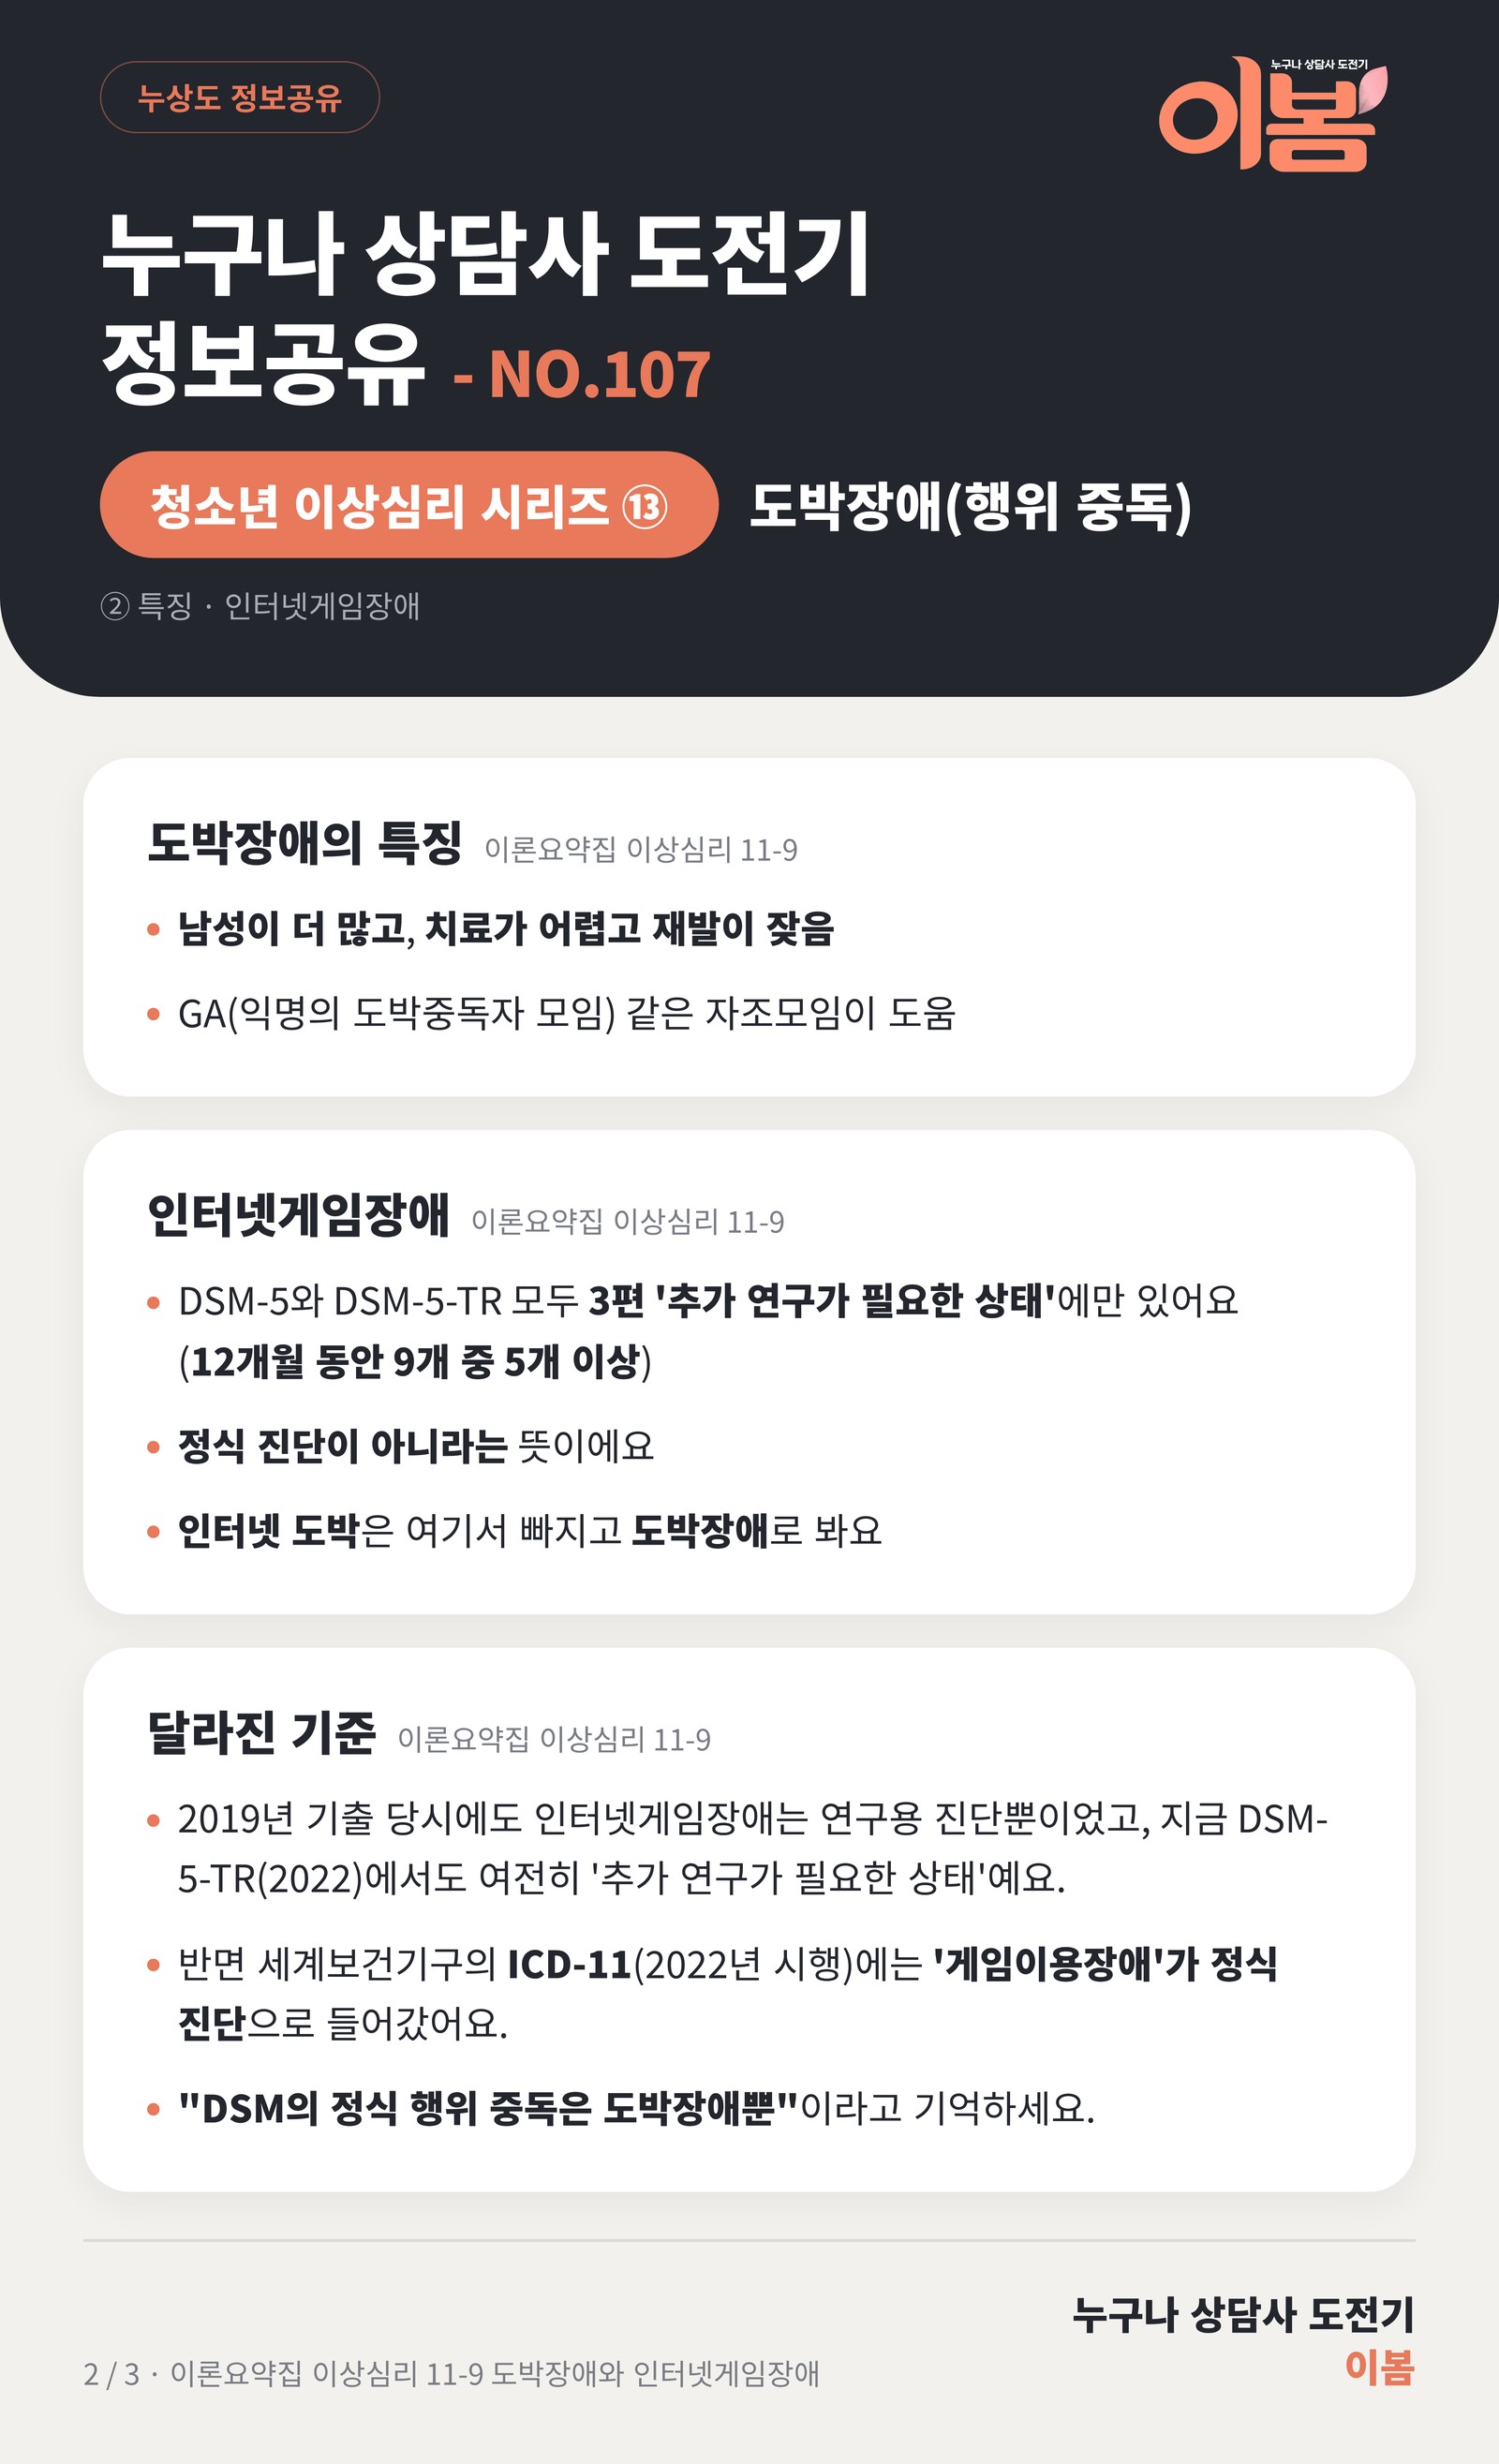 누상도 정보공유
누구나 상담사 도전기
이봄
누구나 상담사 도전기
정보공유 - NO.107
청소년 이상심리 시리즈 ⑬ 도박장애(행위 중독)
② 특징 · 인터넷게임장애
도박장애의 특징 이론요약집 이상심리 11-9
• 남성이 더 많고, 치료가 어렵고 재발이 잦음
• GA(익명의 도박중독자 모임) 같은 자조모임이 도움
인터넷게임장애 이론요약집 이상심리 11-9
• DSM-5와 DSM-5-TR 모두 3편 '추가 연구가 필요한 상태'에만 있어요
(12개월 동안 9개 중 5개 이상)
• 정식 진단이 아니라는 뜻이에요
• 인터넷 도박은 여기서 빠지고 도박장애로 봐요
달라진 기준 이론요약집 이상심리 11-9
• 2019년 기술 당시에도 인터넷게임장애는 연구용 진단뿐이었고, 지금 DSM-
5-TR(2022)에서도 여전히 '추가 연구가 필요한 상태'예요.
• 반면 세계보건기구의 ICD-11(2022년 시행)에는 '게임이용장애'가 정식
진단으로 들어갔어요.
• "DSM의 정식 행위 중독은 도박장애뿐"이라고 기억하세요.
누구나 상담사 도전기
2 / 3 · 이론요약집 이상심리 11-9 도박장애와 인터넷게임장애
이봄